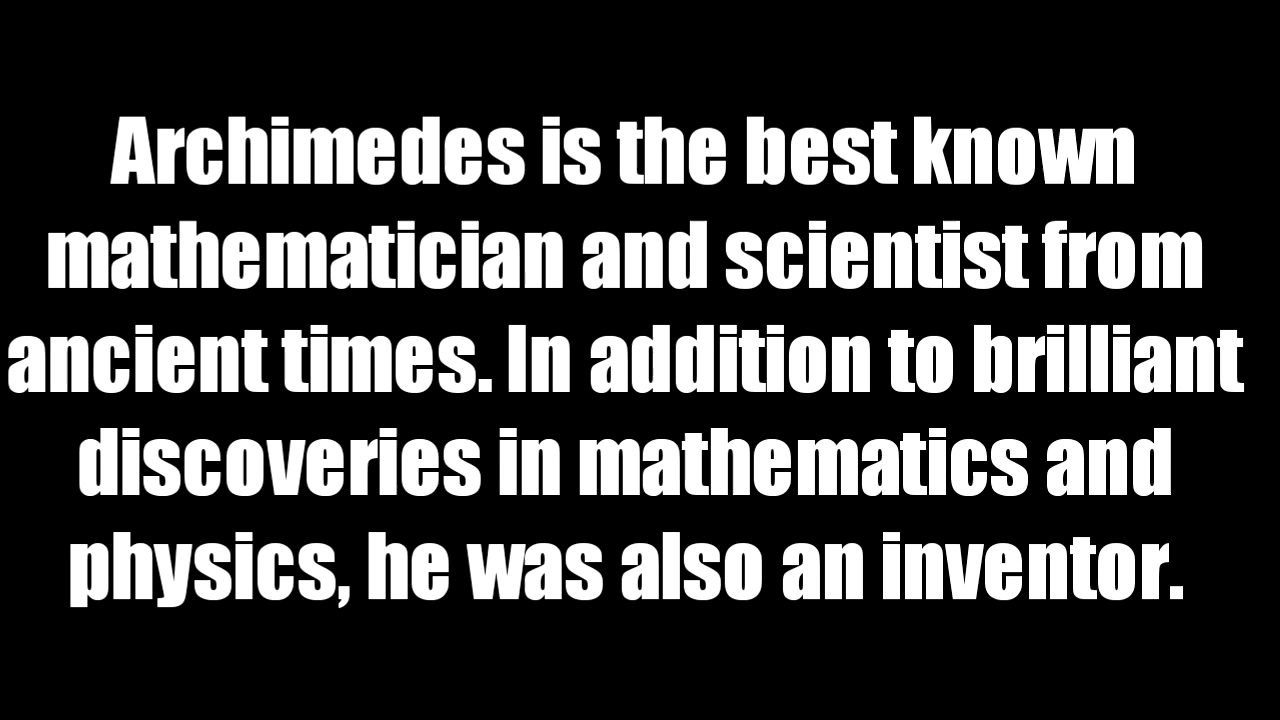 Archimedes is the best known
mathematician and scientist from
ancient times. In addition to brilliant
discoveries in mathematics and
physics, he was also an inventor.